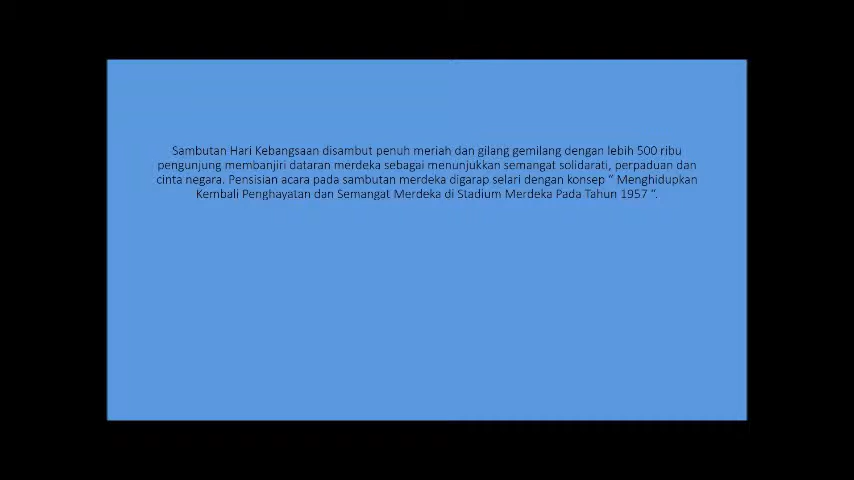 Sambutan Hari Kebangsaan disambut penuh meriah dan gilang gemilang dengan lebih 500 ribu
pengunjung membanjiri dataran merdeka sebagai menunjukkan semangat solidarati, perpaduan dan
cinta negara. Pensisian acara pada sambutan merdeka digarap selari dengan konsep “ Menghidupkan
Kembali Penghayatan dan Semangat Merdeka di Stadium Merdeka Pada Tahun 1957 “.